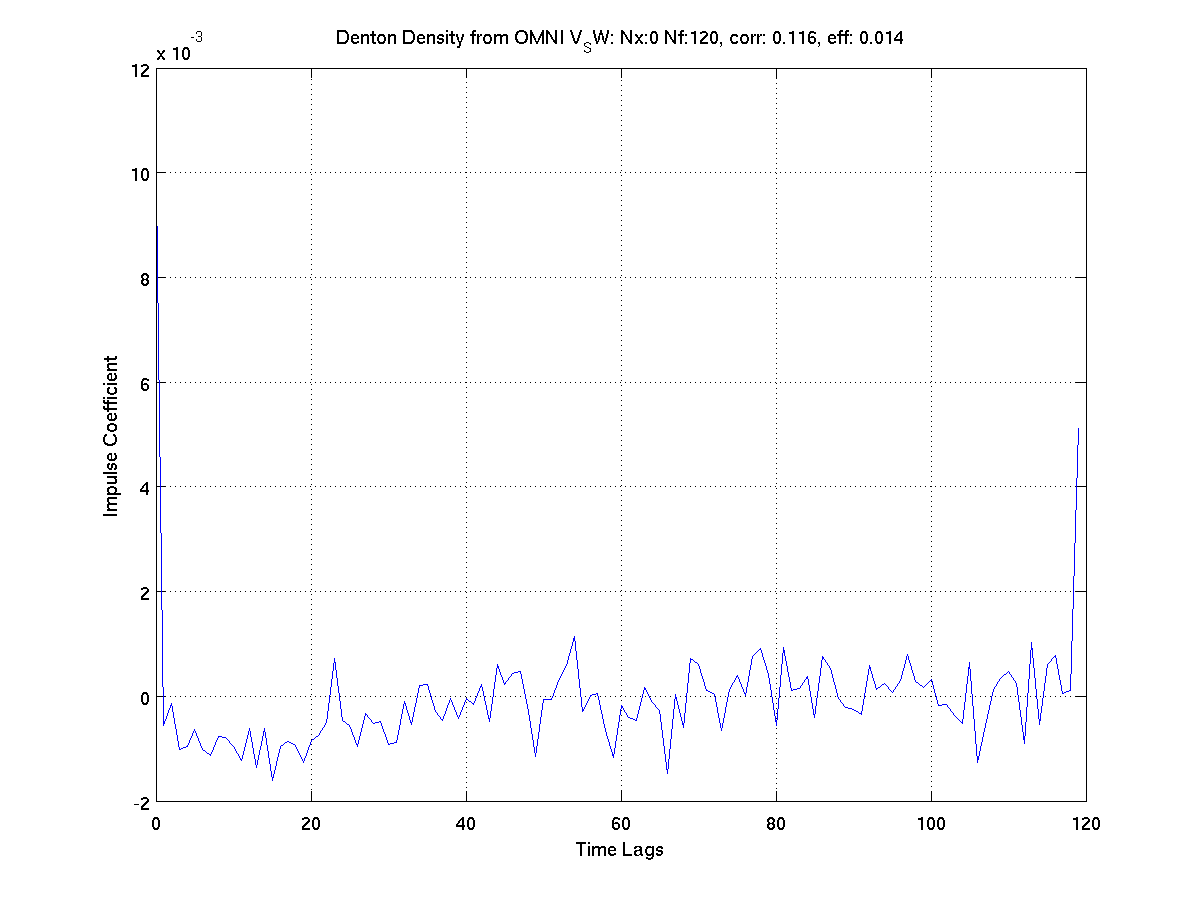 Denton Density from OMNI V_SW: Nx:0 Nf:120, corr: 0.116, eff: 0.014
x 10^-3
12
10
8
6
4
2
0
-2
Impulse Coefficient
0 20 40 60 80 100 120
Time Lags